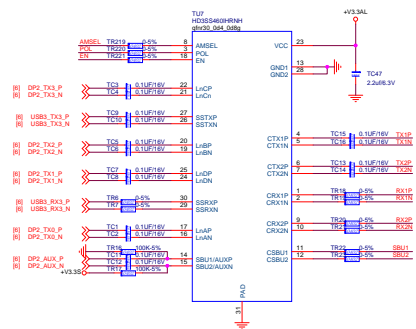 TU7
HD3SS460IHRNH
qfnr30_0d4_0d8g
+V3.3AL
AMSEL TR219 0-5% 8 AMSEL
POL TR220 0-5% 3 POL
EN TR221 0-5% 18 EN
VCC 23
GND1 13
GND2 28
TC47
2.2uf/6.3V
[6] DP2_TX3_P TC3 0.1UF/16V 22 LnCP
[6] DP2_TX3_N TC4 0.1UF/16V 21 LnCn
[6] USB3_TX3_P TC9 0.1UF/16V 27 SSTXP
[6] USB3_TX3_N TC10 0.1UF/16V 26 SSTXN
[6] DP2_TX2_P TC5 0.1UF/16V 20 LnBP
[6] DP2_TX2_N TC6 0.1UF/16V 19 LnBN
CTX1P 4 TC15 0.1UF/16V TX1P
CTX1N 5 TC16 0.1UF/16V TX1N
[6] DP2_TX1_P TC7 0.1UF/16V 25 LnDP
[6] DP2_TX1_N TC8 0.1UF/16V 24 LnDN
CTX2P 6 TC13 0.1UF/16V TX2P
CTX2N 7 TC14 0.1UF/16V TX2N
[6] USB3_RX3_P TR6 0-5% 30 SSRXP
[6] USB3_RX3_N TR7 0-5% 29 SSRXN
CRX1P 1 TR18 0-5% RX1P
CRX1N 2 TR19 0-5% RX1N
[6] DP2_TX0_P TC1 0.1UF/16V 17 LnAP
[6] DP2_TX0_N TC2 0.1UF/16V 16 LnAN
CRX2P 9 TR20 0-5% RX2P
CRX2N 10 TR21 0-5% RX2N
TR16 100K-5%
[6] DP2_AUX_P TC11 0.1UF/16V 14 SBU1/AUXP
[6] DP2_AUX_N TC12 0.1UF/16V 15 SBU2/AUXN
+V3.3S TR17 100K-5%
CSBU1 11 TR22 0-5% SBU1
CSBU2 12 TR23 0-5% SBU2
PAD
31